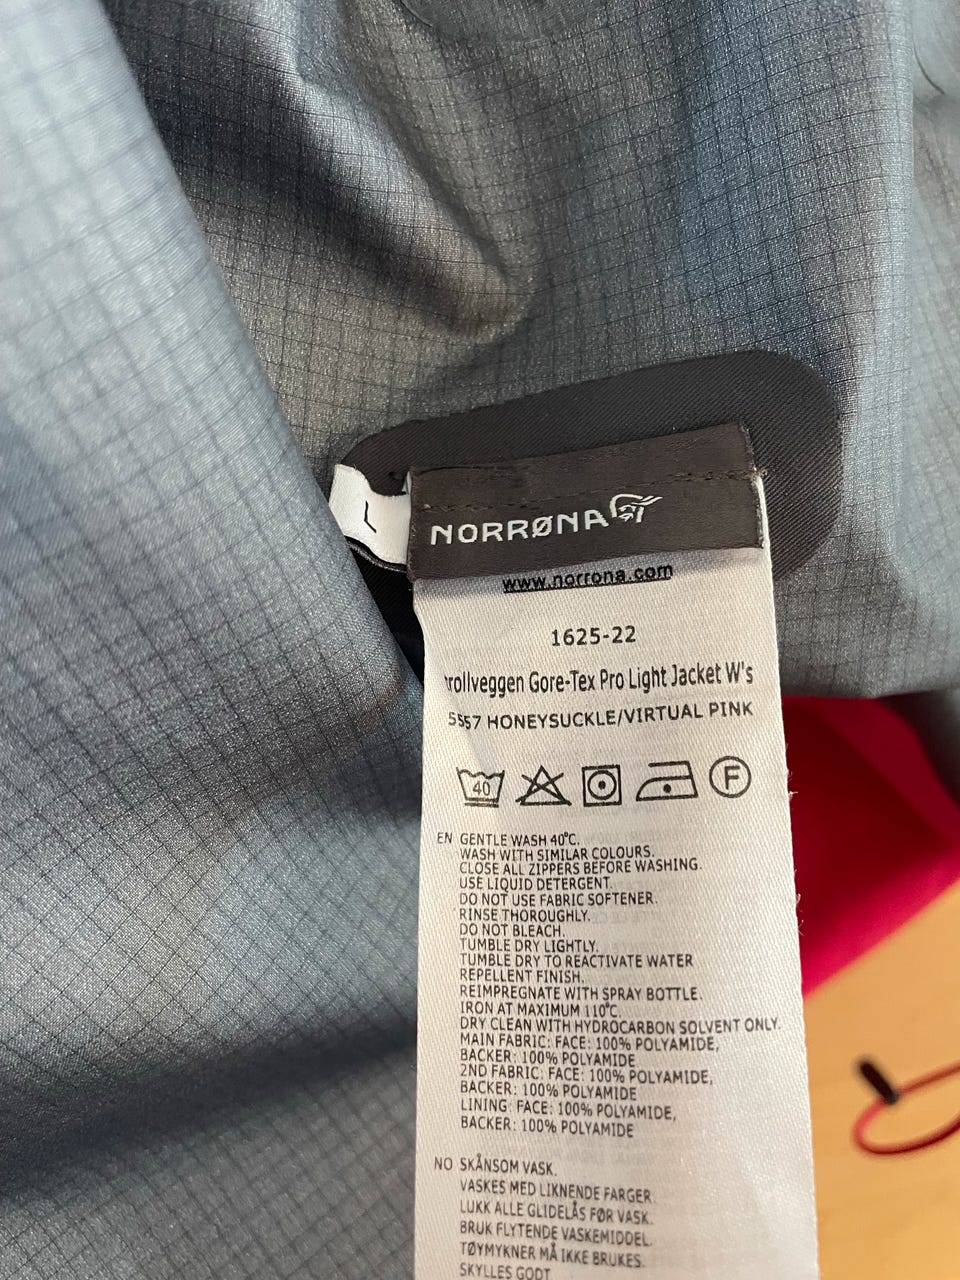 L
NORRØNA
www.norrona.com
1625-22
rollveggen Gore-Tex Pro Light Jacket W's
5557 HONEYSUCKLE/VIRTUAL PINK
40
F
EN GENTLE WASH 40°C.
WASH WITH SIMILAR COLOURS.
CLOSE ALL ZIPPERS BEFORE WASHING.
USE LIQUID DETERGENT.
DO NOT USE FABRIC SOFTENER.
RINSE THOROUGHLY.
DO NOT BLEACH.
TUMBLE DRY LIGHTLY.
TUMBLE DRY TO REACTIVATE WATER
REPELLENT FINISH.
REIMPREGNATE WITH SPRAY BOTTLE.
IRON AT MAXIMUM 110°C.
DRY CLEAN WITH HYDROCARBON SOLVENT ONLY.
MAIN FABRIC: FACE: 100% POLYAMIDE,
BACKER: 100% POLYAMIDE
2ND FABRIC: FACE: 100% POLYAMIDE,
BACKER: 100% POLYAMIDE
LINING: FACE: 100% POLYAMIDE,
BACKER: 100% POLYAMIDE
NO SKÅNSOM VASK.
VASKES MED LIKNENDE FARGER.
LUKK ALLE GLIDELÅS FØR VASK.
BRUK FLYTENDE VASKEMIDDEL.
TØYMYKNER MÅ IKKE BRUKES.
SKYLLES GODT